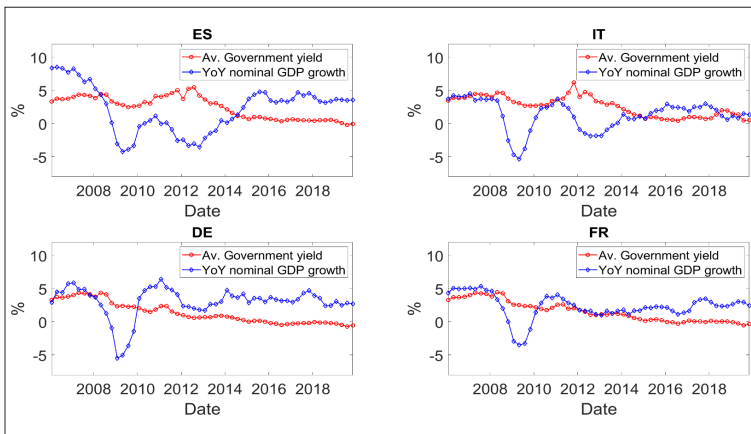 ES
10
5
0
-5
%
2008 2010 2012 2014 2016 2018
Date
Av. Government yield
YoY nominal GDP growth
IT
10
5
0
-5
%
2008 2010 2012 2014 2016 2018
Date
Av. Government yield
YoY nominal GDP growth
DE
10
5
0
-5
%
2008 2010 2012 2014 2016 2018
Date
Av. Government yield
YoY nominal GDP growth
FR
10
5
0
-5
%
2008 2010 2012 2014 2016 2018
Date
Av. Government yield
YoY nominal GDP growth